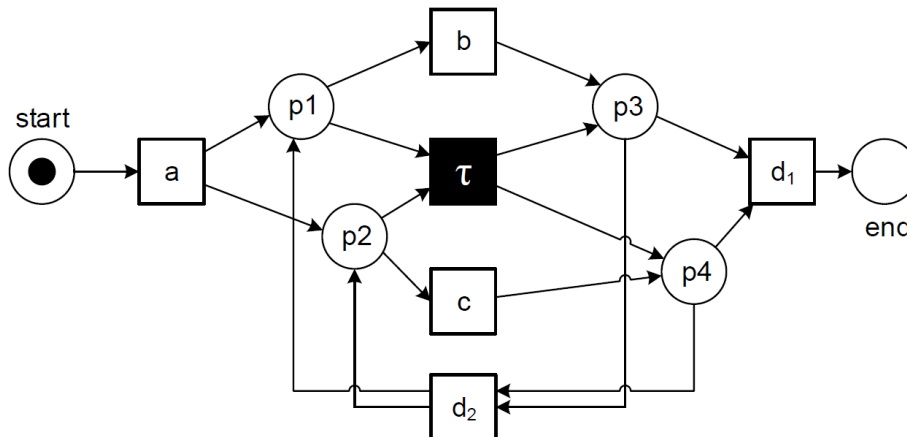 start
a
p1
p2
b
τ
c
d₂
p3
p4
d₁
end